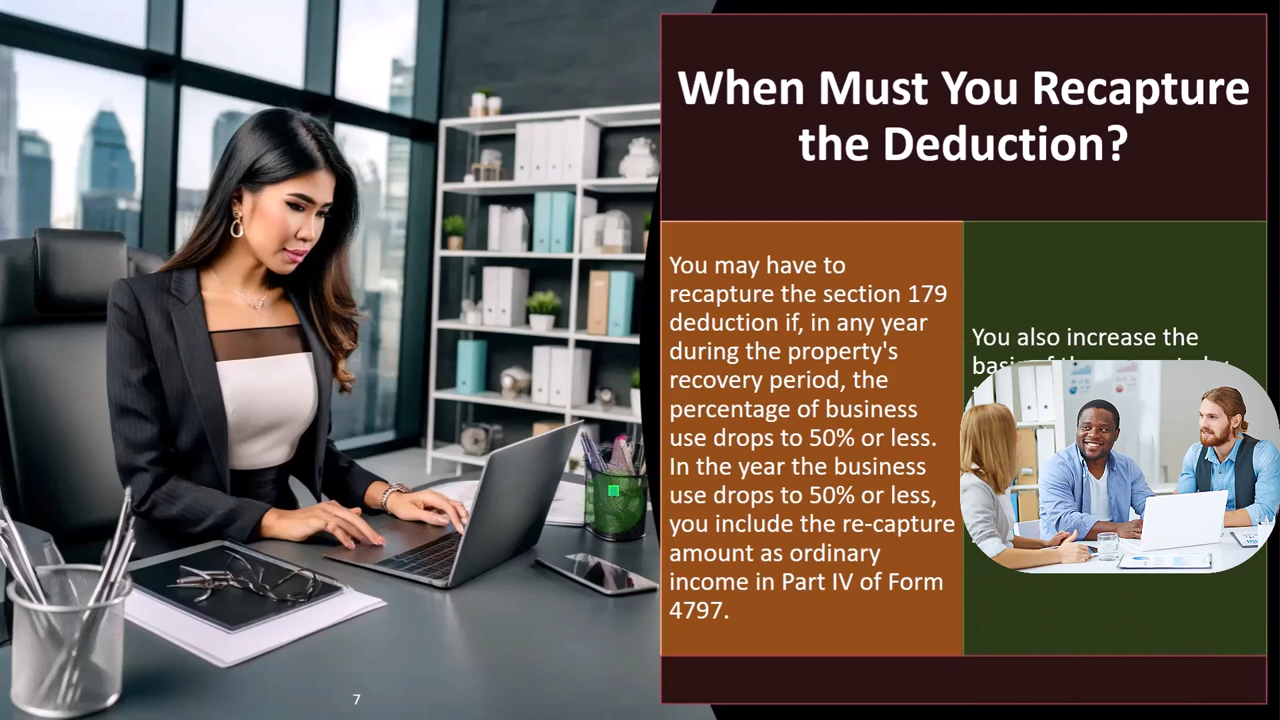 When Must You Recapture
the Deduction?
You may have to
recapture the section 179
deduction if, in any year
during the property's
recovery period, the
percentage of business
use drops to 50% or less.
In the year the business
use drops to 50% or less,
you include the re-capture
amount as ordinary
income in Part IV of Form
4797.
You also increase the
7